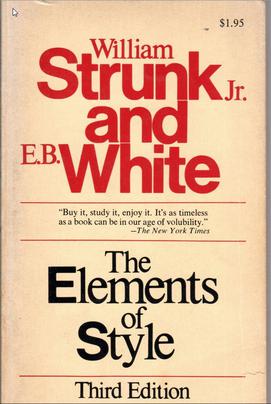 $1.95
William
Strunk Jr.
and
E.B. White
"Buy it, study it, enjoy it. It's as timeless
as a book can be in our age of volubility."
—The New York Times
The
Elements
of
Style
Third Edition